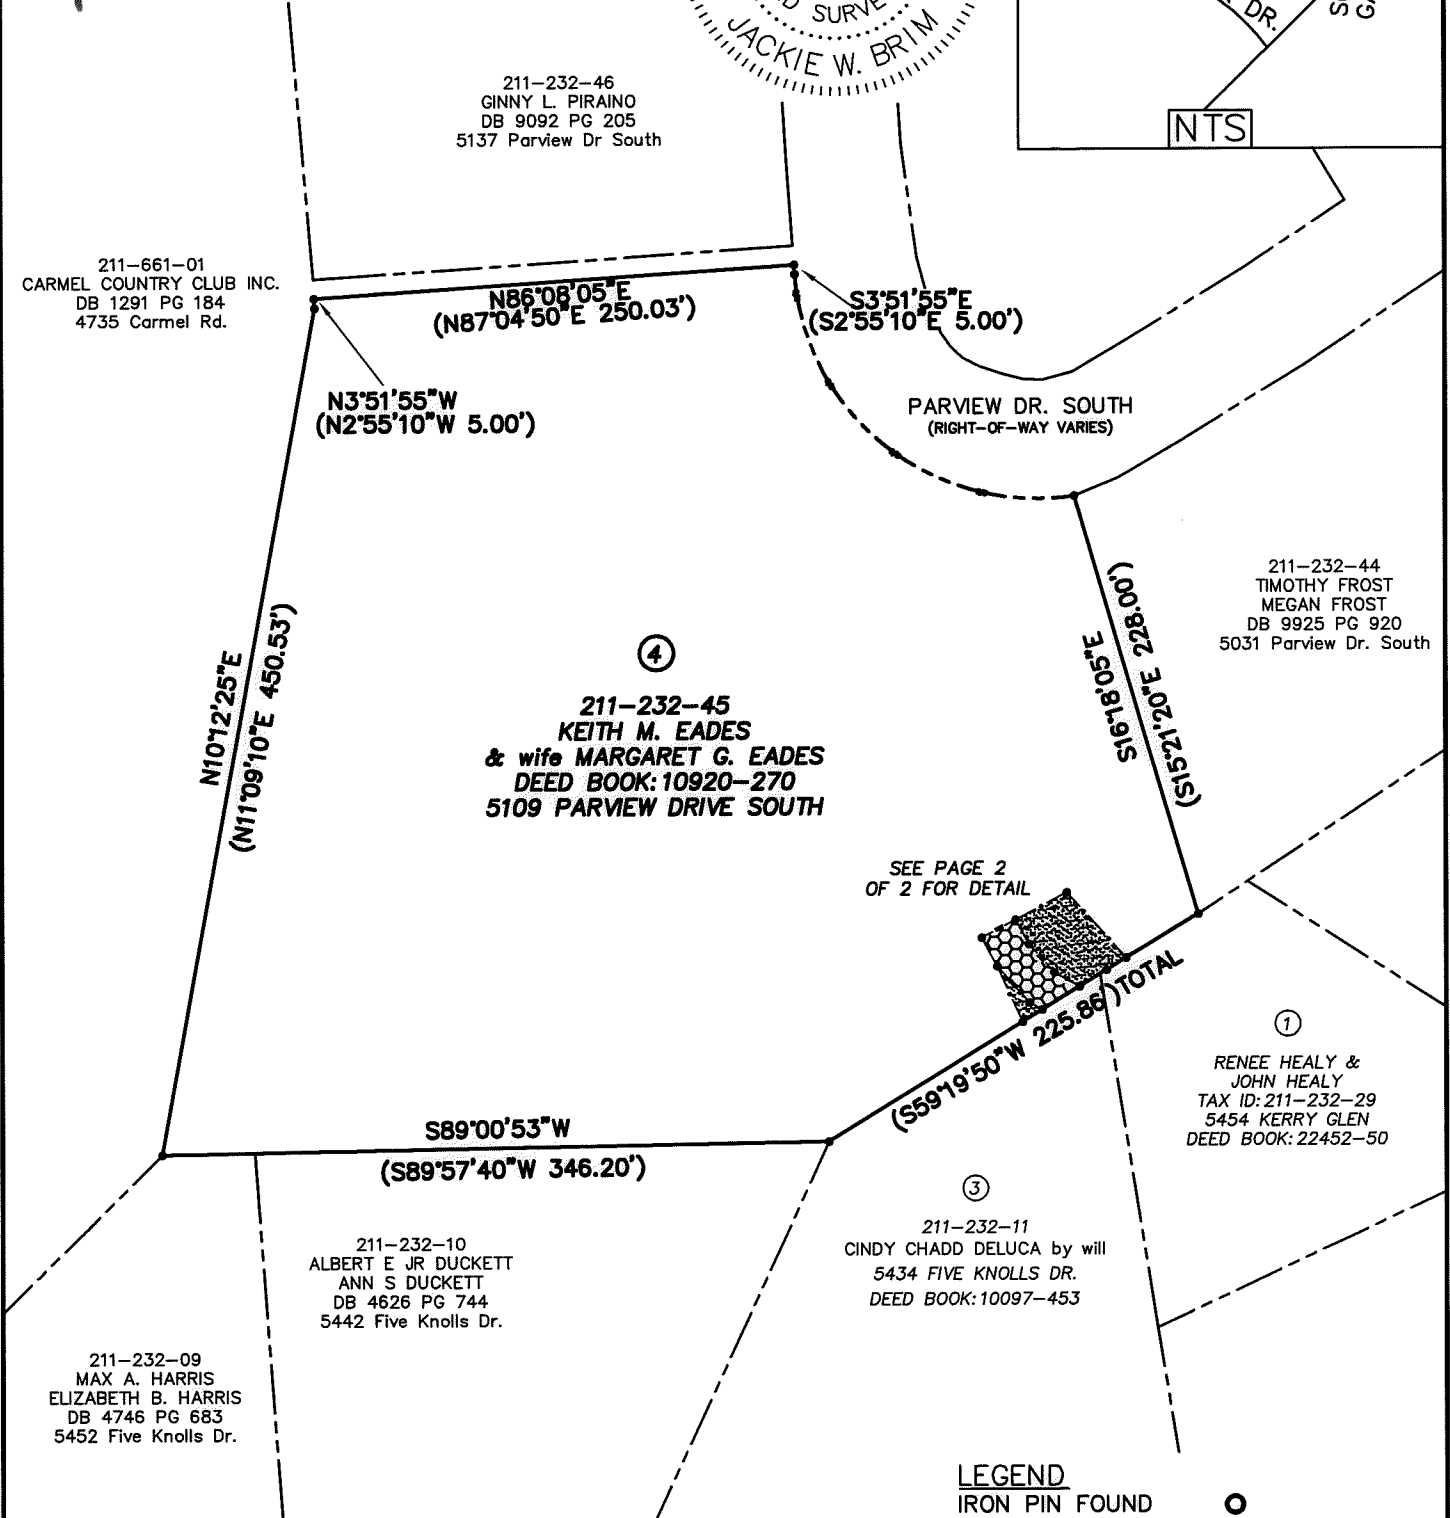 D SURVE
JACKIE W. BRIM
DR.
NTS
211-232-46
GINNY L. PIRAINO
DB 9092 PG 205
5137 Parview Dr South
211-661-01
CARMEL COUNTRY CLUB INC.
DB 1291 PG 184
4735 Carmel Rd.
N86°08'05"E
(N87°04'50"E 250.03')
S3°51'55"E
(S2°55'10"E 5.00')
N3°51'55"W
(N2°55'10"W 5.00')
PARVIEW DR. SOUTH
(RIGHT-OF-WAY VARIES)
211-232-44
TIMOTHY FROST
MEGAN FROST
DB 9925 PG 920
5031 Parview Dr. South
S16°18'05"E
(S15°21'20"E 228.00')
N10°12'25"E
(N11°09'10"E 450.53')
4
211-232-45
KEITH M. EADES
& wife MARGARET G. EADES
DEED BOOK: 10920-270
5109 PARVIEW DRIVE SOUTH
SEE PAGE 2
OF 2 FOR DETAIL
(S59°19'50"W 225.86')TOTAL
1
RENEE HEALY &
JOHN HEALY
TAX ID: 211-232-29
5454 KERRY GLEN
DEED BOOK: 22452-50
S89°00'53"W
(S89°57'40"W 346.20')
3
211-232-11
CINDY CHADD DELUCA by will
5434 FIVE KNOLLS DR.
DEED BOOK: 10097-453
211-232-10
ALBERT E JR DUCKETT
ANN S DUCKETT
DB 4626 PG 744
5442 Five Knolls Dr.
211-232-09
MAX A. HARRIS
ELIZABETH B. HARRIS
DB 4746 PG 683
5452 Five Knolls Dr.
LEGEND
IRON PIN FOUND